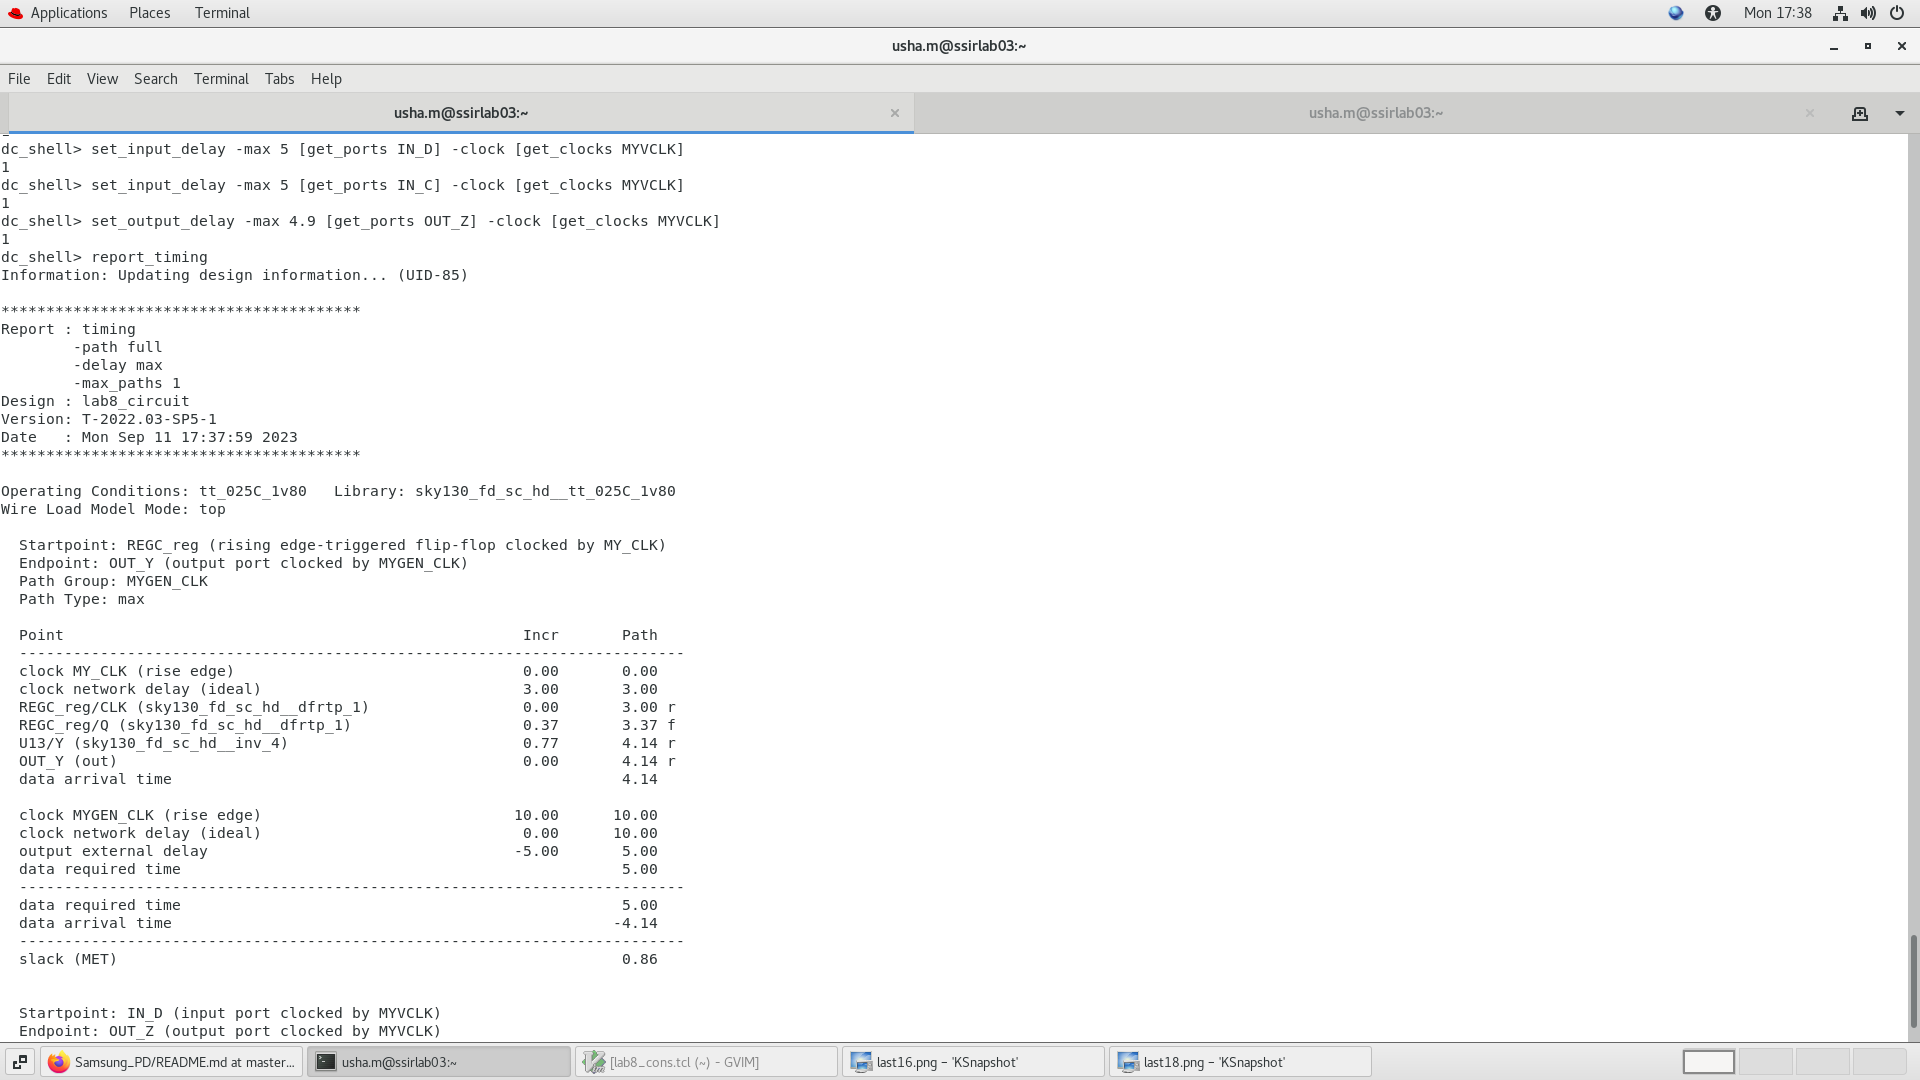 Applications Places Terminal Mon 17:38
usha.m@ssirlab03:~
File Edit View Search Terminal Tabs Help
usha.m@ssirlab03:~ usha.m@ssirlab03:~
dc_shell> set_input_delay -max 5 [get_ports IN_D] -clock [get_clocks MYVCLK]
1
dc_shell> set_input_delay -max 5 [get_ports IN_C] -clock [get_clocks MYVCLK]
1
dc_shell> set_output_delay -max 4.9 [get_ports OUT_Z] -clock [get_clocks MYVCLK]
1
dc_shell> report_timing
Information: Updating design information... (UID-85)
****************************************
Report : timing
-path full
-delay max
-max_paths 1
Design : lab8_circuit
Version: T-2022.03-SP5-1
Date : Mon Sep 11 17:37:59 2023
****************************************
Operating Conditions: tt_025C_1v80 Library: sky130_fd_sc_hd__tt_025C_1v80
Wire Load Model Mode: top
Startpoint: REGC_reg (rising edge-triggered flip-flop clocked by MY_CLK)
Endpoint: OUT_Y (output port clocked by MYGEN_CLK)
Path Group: MYGEN_CLK
Path Type: max
Point Incr Path
--------------------------------------------------------------------------
clock MY_CLK (rise edge) 0.00 0.00
clock network delay (ideal) 3.00 3.00
REGC_reg/CLK (sky130_fd_sc_hd__dfrtp_1) 0.00 3.00 r
REGC_reg/Q (sky130_fd_sc_hd__dfrtp_1) 0.37 3.37 f
U13/Y (sky130_fd_sc_hd__inv_4) 0.77 4.14 r
OUT_Y (out) 0.00 4.14 r
data arrival time 4.14
clock MYGEN_CLK (rise edge) 10.00 10.00
clock network delay (ideal) 0.00 10.00
output external delay -5.00 5.00
data required time 5.00
--------------------------------------------------------------------------
data required time 5.00
data arrival time -4.14
--------------------------------------------------------------------------
slack (MET) 0.86
Startpoint: IN_D (input port clocked by MYVCLK)
Endpoint: OUT_Z (output port clocked by MYVCLK)
Samsung_PD/README.md at master... usha.m@ssirlab03:~ [lab8_cons.tcl (~) - GVIM] last16.png – 'KSnapshot' last18.png – 'KSnapshot'